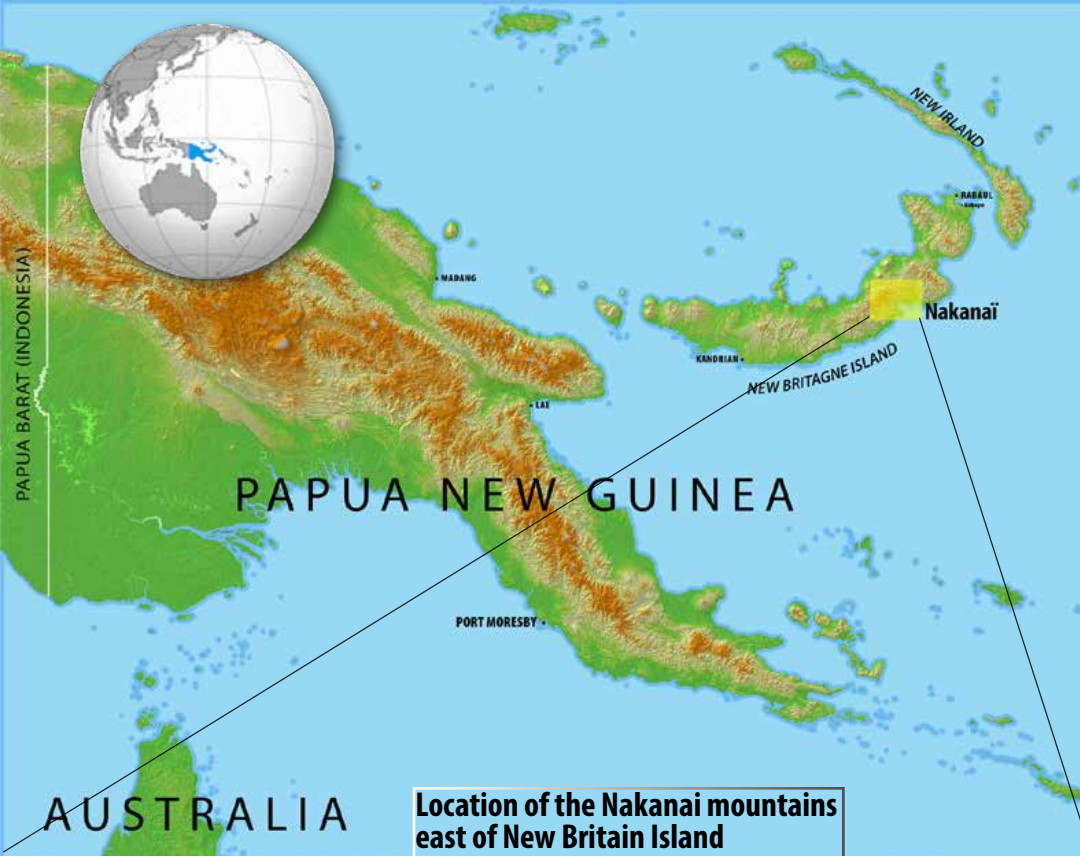 NEW IRLAND
RABAUL
Kokopo
PAPUA BARAT (INDONESIA)
MADANG
Nakanaï
KANDRIAN
NEW BRITAGNE ISLAND
LAE
PAPUA NEW GUINEA
PORT MORESBY
AUSTRALIA
Location of the Nakanai mountains
east of New Britain Island